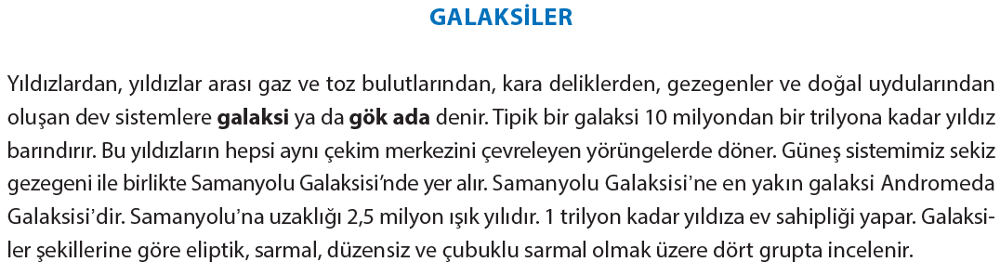 GALAKSİLER
Yıldızlardan, yıldızlar arası gaz ve toz bulutlarından, kara deliklerden, gezegenler ve doğal uydularından
oluşan dev sistemlere galaksi ya da gök ada denir. Tipik bir galaksi 10 milyondan bir trilyona kadar yıldız
barındırır. Bu yıldızların hepsi aynı çekim merkezini çevreleyen yörüngelerde döner. Güneş sistemimiz sekiz
gezegeni ile birlikte Samanyolu Galaksisi’nde yer alır. Samanyolu Galaksisi’ne en yakın galaksi Andromeda
Galaksisi’dir. Samanyolu’na uzaklığı 2,5 milyon ışık yılıdır. 1 trilyon kadar yıldıza ev sahipliği yapar. Galaksi-
ler şekillerine göre eliptik, sarmal, düzensiz ve çubuklu sarmal olmak üzere dört grupta incelenir.